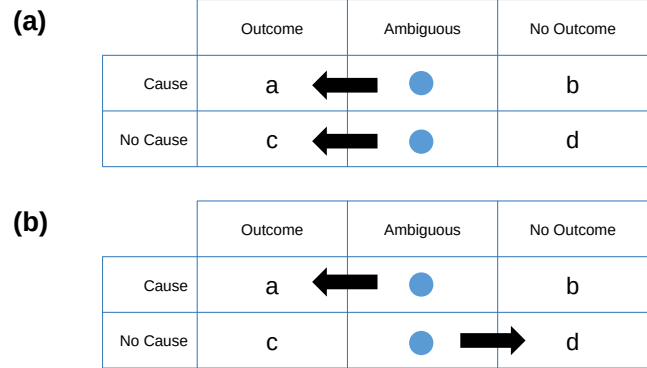 (a)
Outcome Ambiguous No Outcome
Cause a b
No Cause c d
(b)
Outcome Ambiguous No Outcome
Cause a b
No Cause c d